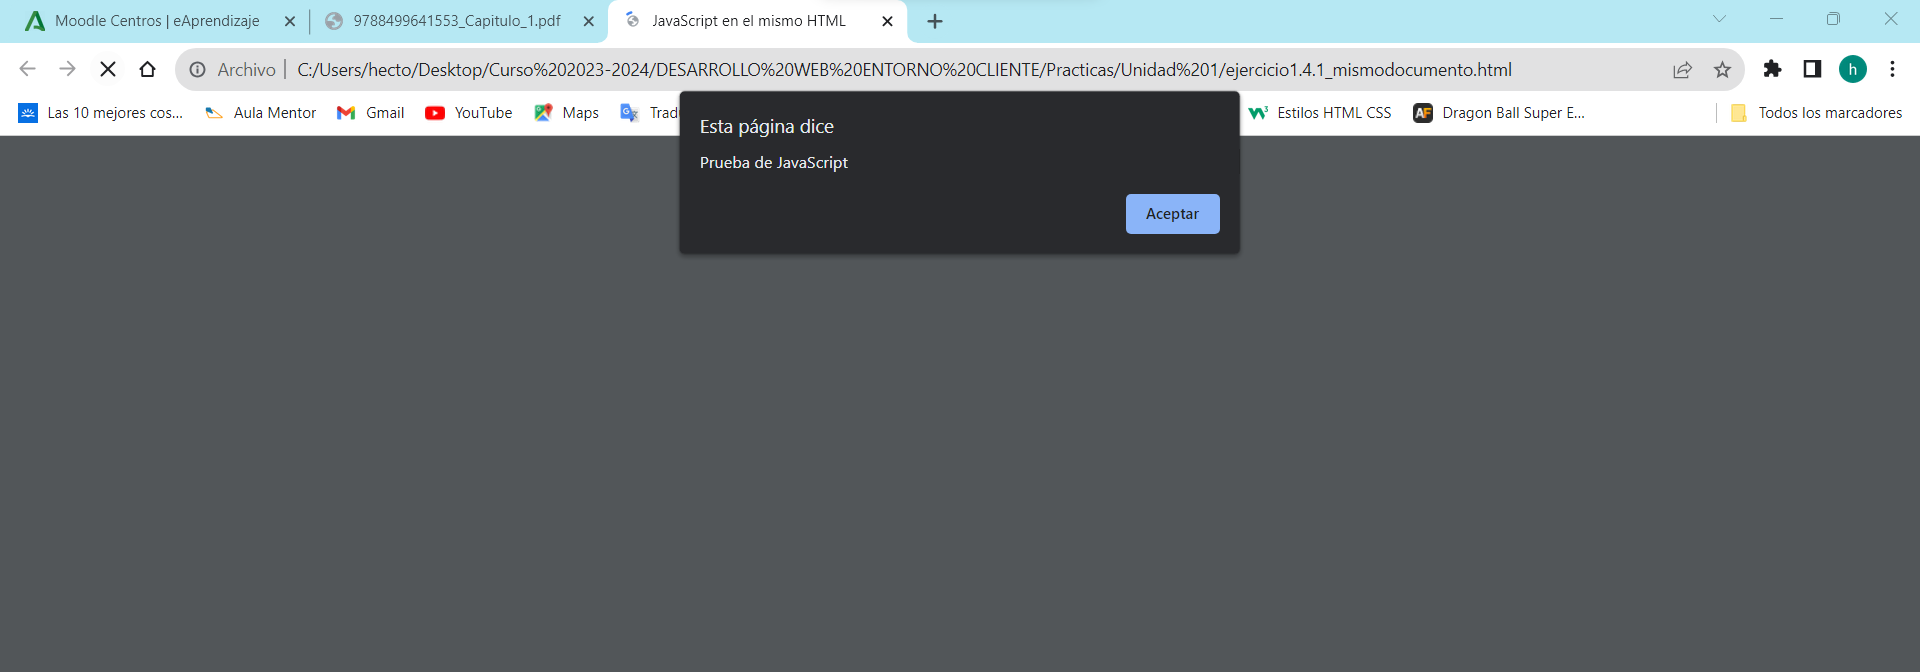 Moodle Centros | eAprendizaje
9788499641553_Capitulo_1.pdf
JavaScript en el mismo HTML
Archivo
C:/Users/hecto/Desktop/Curso%202023-2024/DESARROLLO%20WEB%20ENTORNO%20CLIENTE/Practicas/Unidad%201/ejercicio1.4.1_mismodocumento.html
h
Las 10 mejores cos...
Aula Mentor
Gmail
YouTube
Maps
Trad
Estilos HTML CSS
AF
Dragon Ball Super E...
Todos los marcadores
Esta página dice
Prueba de JavaScript
Aceptar